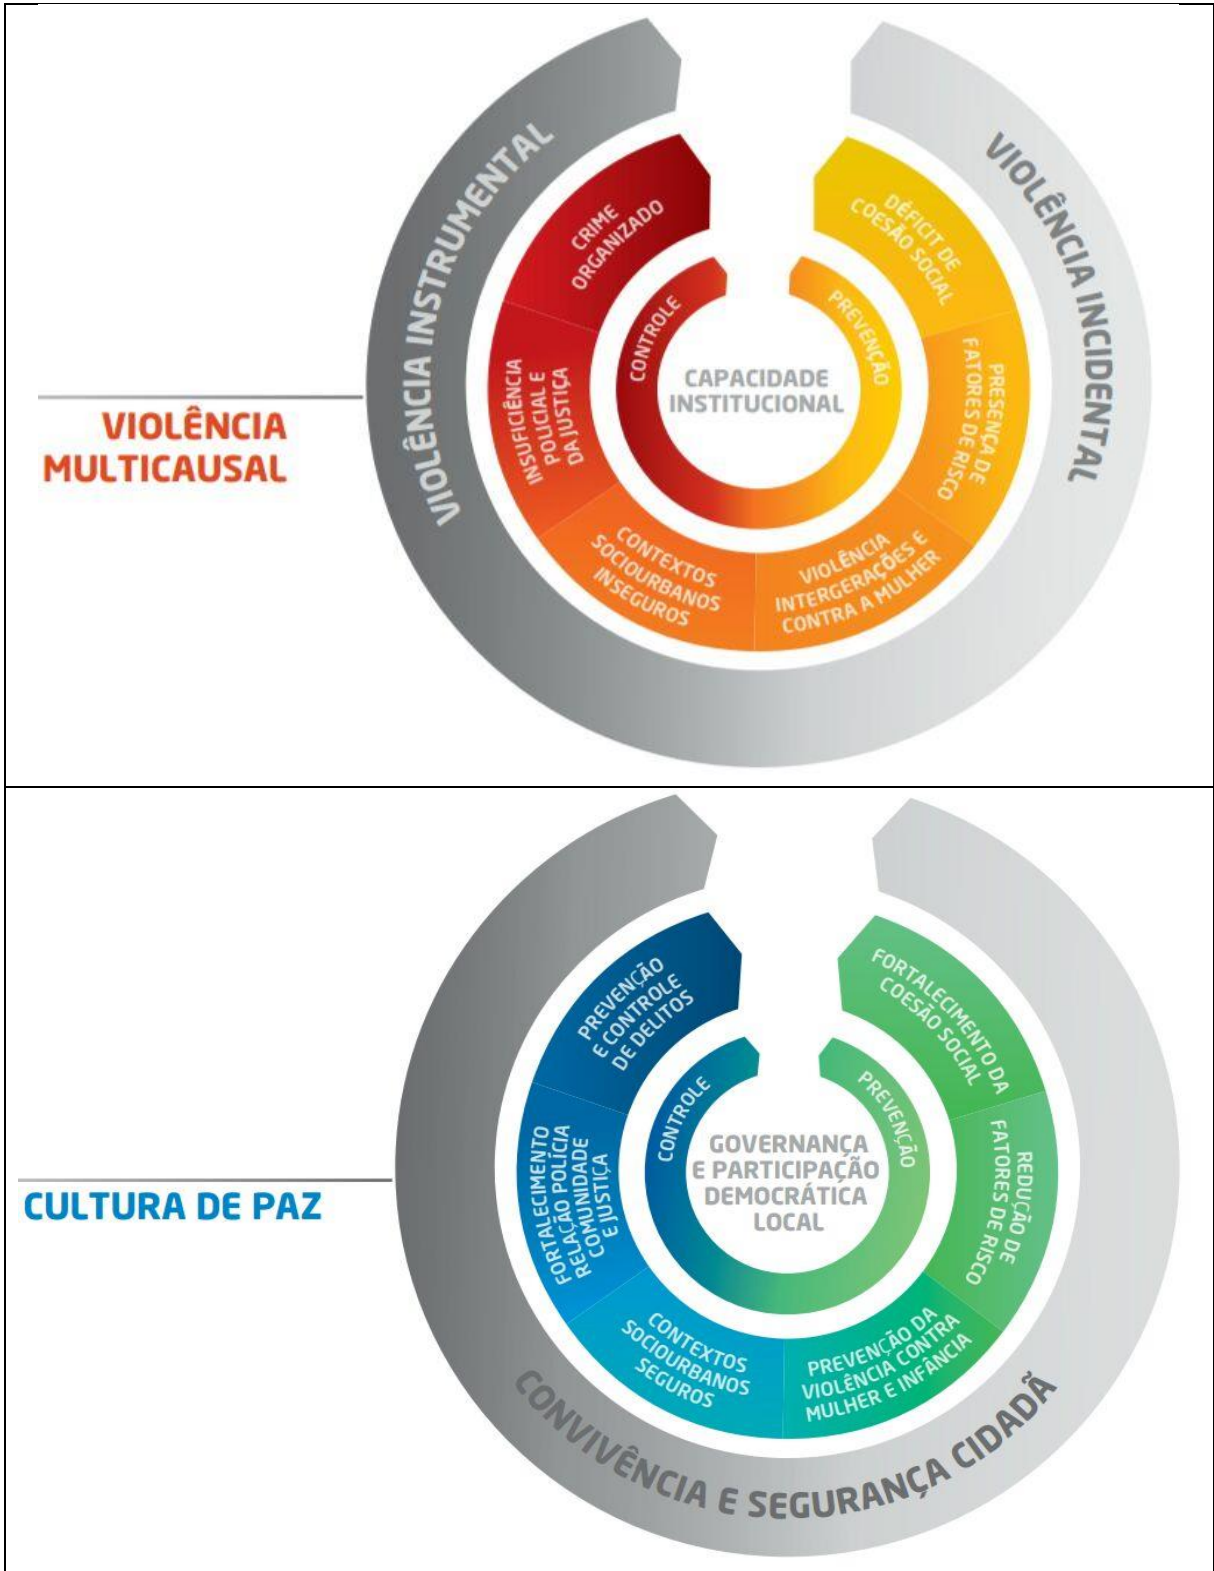 VIOLÊNCIA
MULTICAUSAL
VIOLÊNCIA INSTRUMENTAL
VIOLÊNCIA INCIDENTAL
CRIME
ORGANIZADO
INSUFICIÊNCIA
POLICIAL E
DA JUSTIÇA
CONTEXTOS
SOCIOURBANOS
INSEGUROS
VIOLÊNCIA
INTERGERAÇÕES E
CONTRA A MULHER
PRESENÇA DE
FATORES DE RISCO
DÉFICIT DE
COESÃO SOCIAL
CONTROLE
PREVENÇÃO
CAPACIDADE
INSTITUCIONAL
CULTURA DE PAZ
PREVENÇÃO
E CONTROLE
DE DELITOS
FORTALECIMENTO
RELAÇÃO POLÍCIA
COMUNIDADE
E JUSTIÇA
CONTEXTOS
SOCIOURBANOS
SEGUROS
PREVENÇÃO DA
VIOLÊNCIA CONTRA
MULHER E INFÂNCIA
REDUÇÃO DE
FATORES DE RISCO
FORTALECIMENTO DA
COESÃO SOCIAL
CONTROLE
PREVENÇÃO
GOVERNANÇA
E PARTICIPAÇÃO
DEMOCRÁTICA
LOCAL
CONVIVÊNCIA E SEGURANÇA CIDADÃ